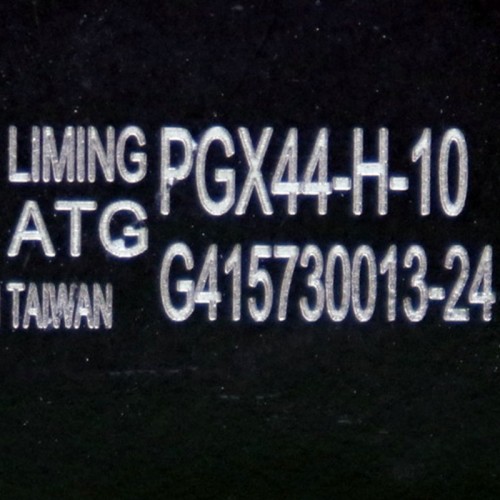 LIMING
ATG
TAIWAN
PGX44-H-10
G415730013-24